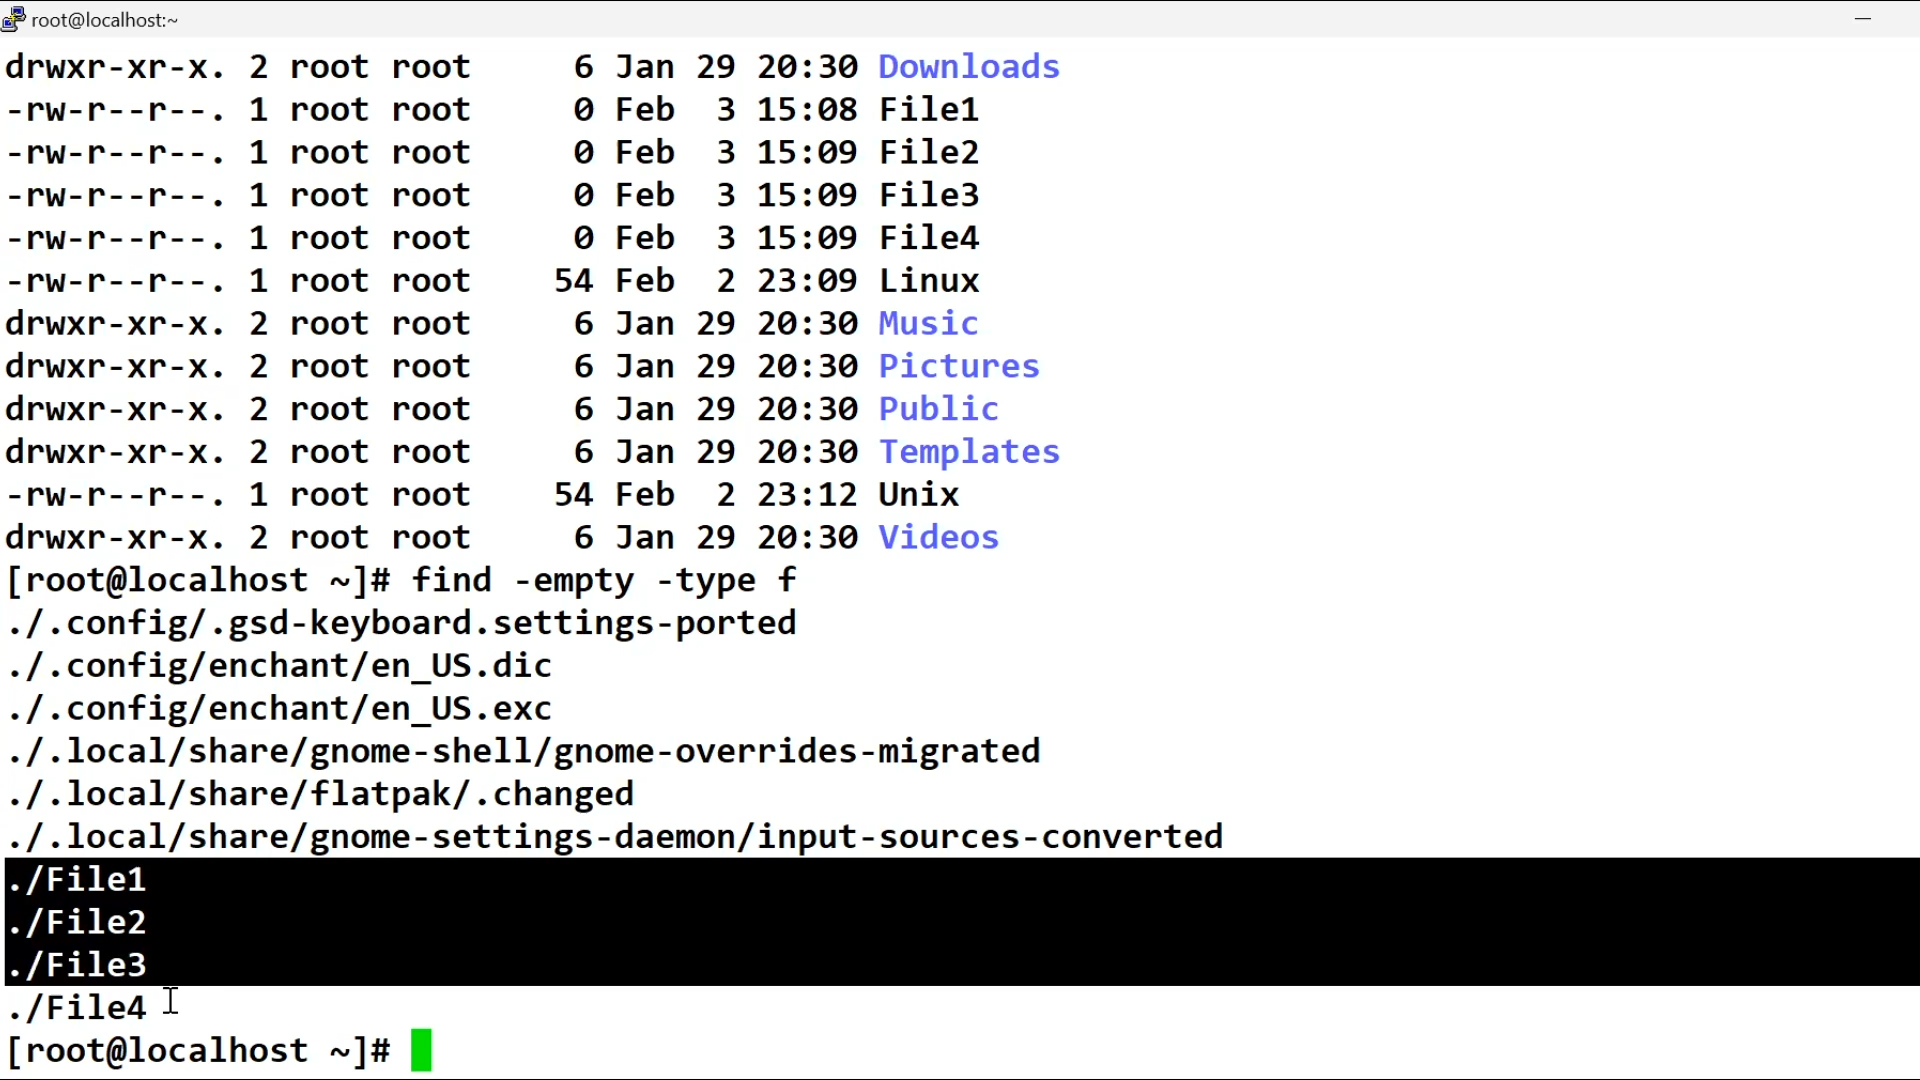 root@localhost:~
drwxr-xr-x. 2 root root     6 Jan 29 20:30 Downloads
-rw-r--r--. 1 root root     0 Feb  3 15:08 File1
-rw-r--r--. 1 root root     0 Feb  3 15:09 File2
-rw-r--r--. 1 root root     0 Feb  3 15:09 File3
-rw-r--r--. 1 root root     0 Feb  3 15:09 File4
-rw-r--r--. 1 root root    54 Feb  2 23:09 Linux
drwxr-xr-x. 2 root root     6 Jan 29 20:30 Music
drwxr-xr-x. 2 root root     6 Jan 29 20:30 Pictures
drwxr-xr-x. 2 root root     6 Jan 29 20:30 Public
drwxr-xr-x. 2 root root     6 Jan 29 20:30 Templates
-rw-r--r--. 1 root root    54 Feb  2 23:12 Unix
drwxr-xr-x. 2 root root     6 Jan 29 20:30 Videos
[root@localhost ~]# find -empty -type f
./.config/.gsd-keyboard.settings-ported
./.config/enchant/en_US.dic
./.config/enchant/en_US.exc
./.local/share/gnome-shell/gnome-overrides-migrated
./.local/share/flatpak/.changed
./.local/share/gnome-settings-daemon/input-sources-converted
./File1
./File2
./File3
./File4
[root@localhost ~]#